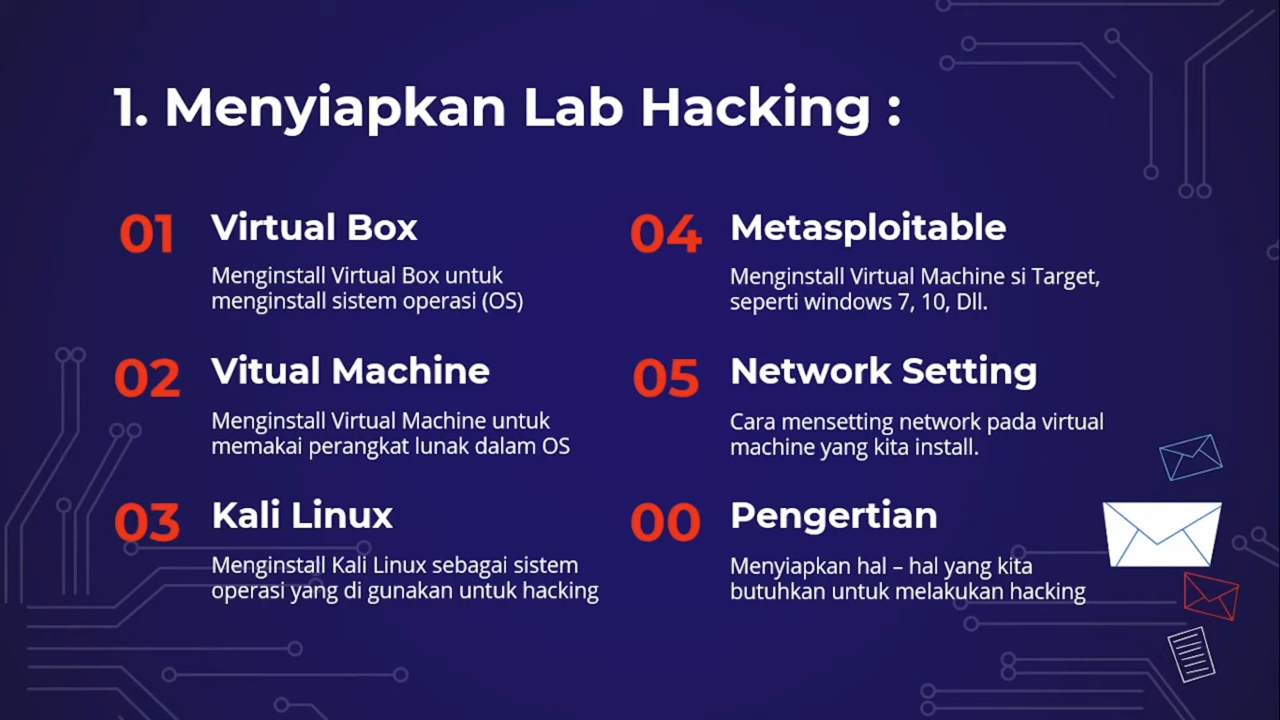 1. Menyiapkan Lab Hacking :
01
Virtual Box
Menginstall Virtual Box untuk
menginstall sistem operasi (OS)
02
Vitual Machine
Menginstall Virtual Machine untuk
memakai perangkat lunak dalam OS
03
Kali Linux
Menginstall Kali Linux sebagai sistem
operasi yang di gunakan untuk hacking
04
Metasploitable
Menginstall Virtual Machine si Target,
seperti windows 7, 10, Dll.
05
Network Setting
Cara mensetting network pada virtual
machine yang kita install.
00
Pengertian
Menyiapkan hal – hal yang kita
butuhkan untuk melakukan hacking